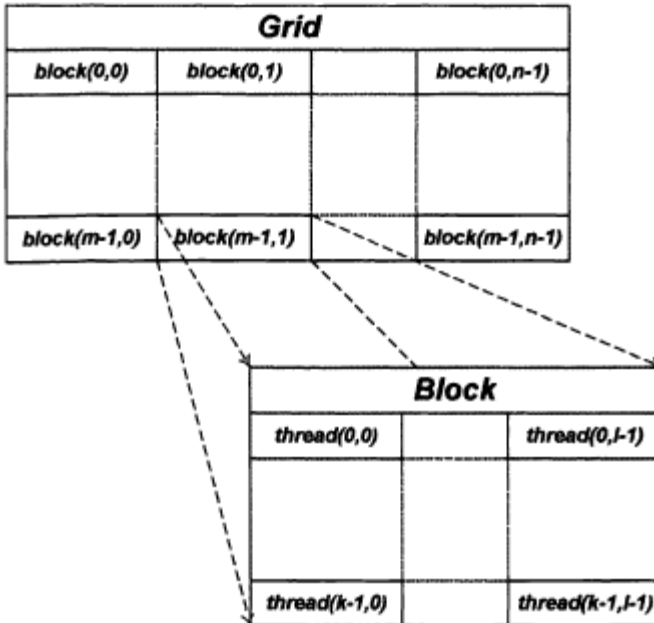 Grid
block(0,0) block(0,1) block(0,n-1)
block(m-1,0) block(m-1,1) block(m-1,n-1)
Block
thread(0,0) thread(0,l-1)
thread(k-1,0) thread(k-1,l-1)